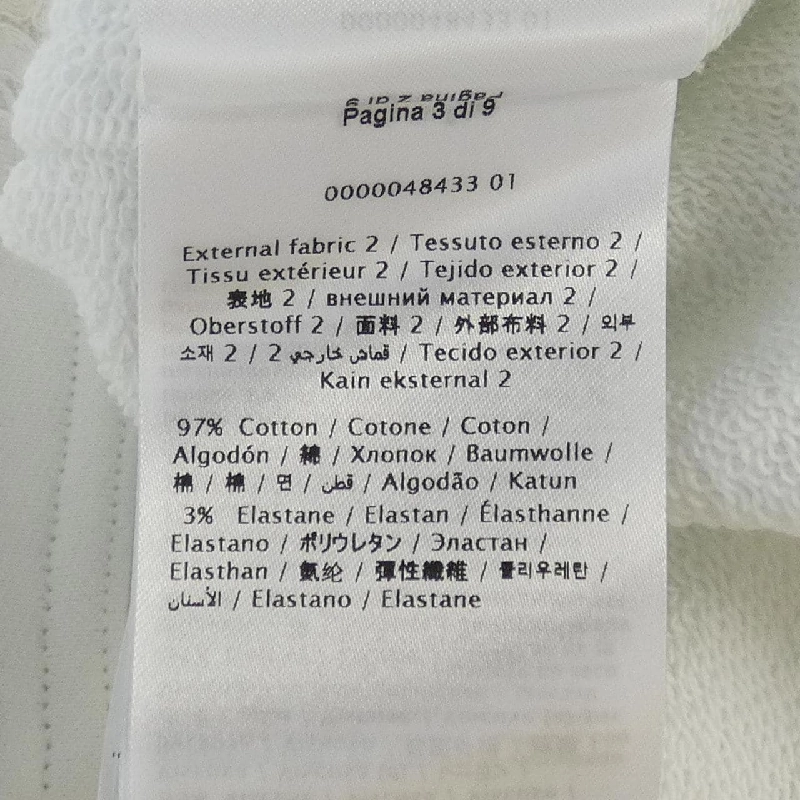 Pagina 3 di 9
0000048433 01
External fabric 2 / Tessuto esterno 2 /
Tissu extérieur 2 / Tejido exterior 2 /
表地 2 / внешний материал 2 /
Oberstoff 2 / 面料 2 / 外部布料 2 / 외부
소재 2 / 2 قماش خارجي / Tecido exterior 2 /
Kain eksternal 2
97% Cotton / Cotone / Coton /
Algodón / 綿 / Хлопок / Baumwolle /
棉 / 棉 / 면 / قطن / Algodão / Katun
3% Elastane / Elastan / Élasthanne /
Elastano / ポリウレタン / Эластан /
Elasthan / 氨纶 / 彈性纖維 / 폴리우레탄 /
الأستان / Elastano / Elastane